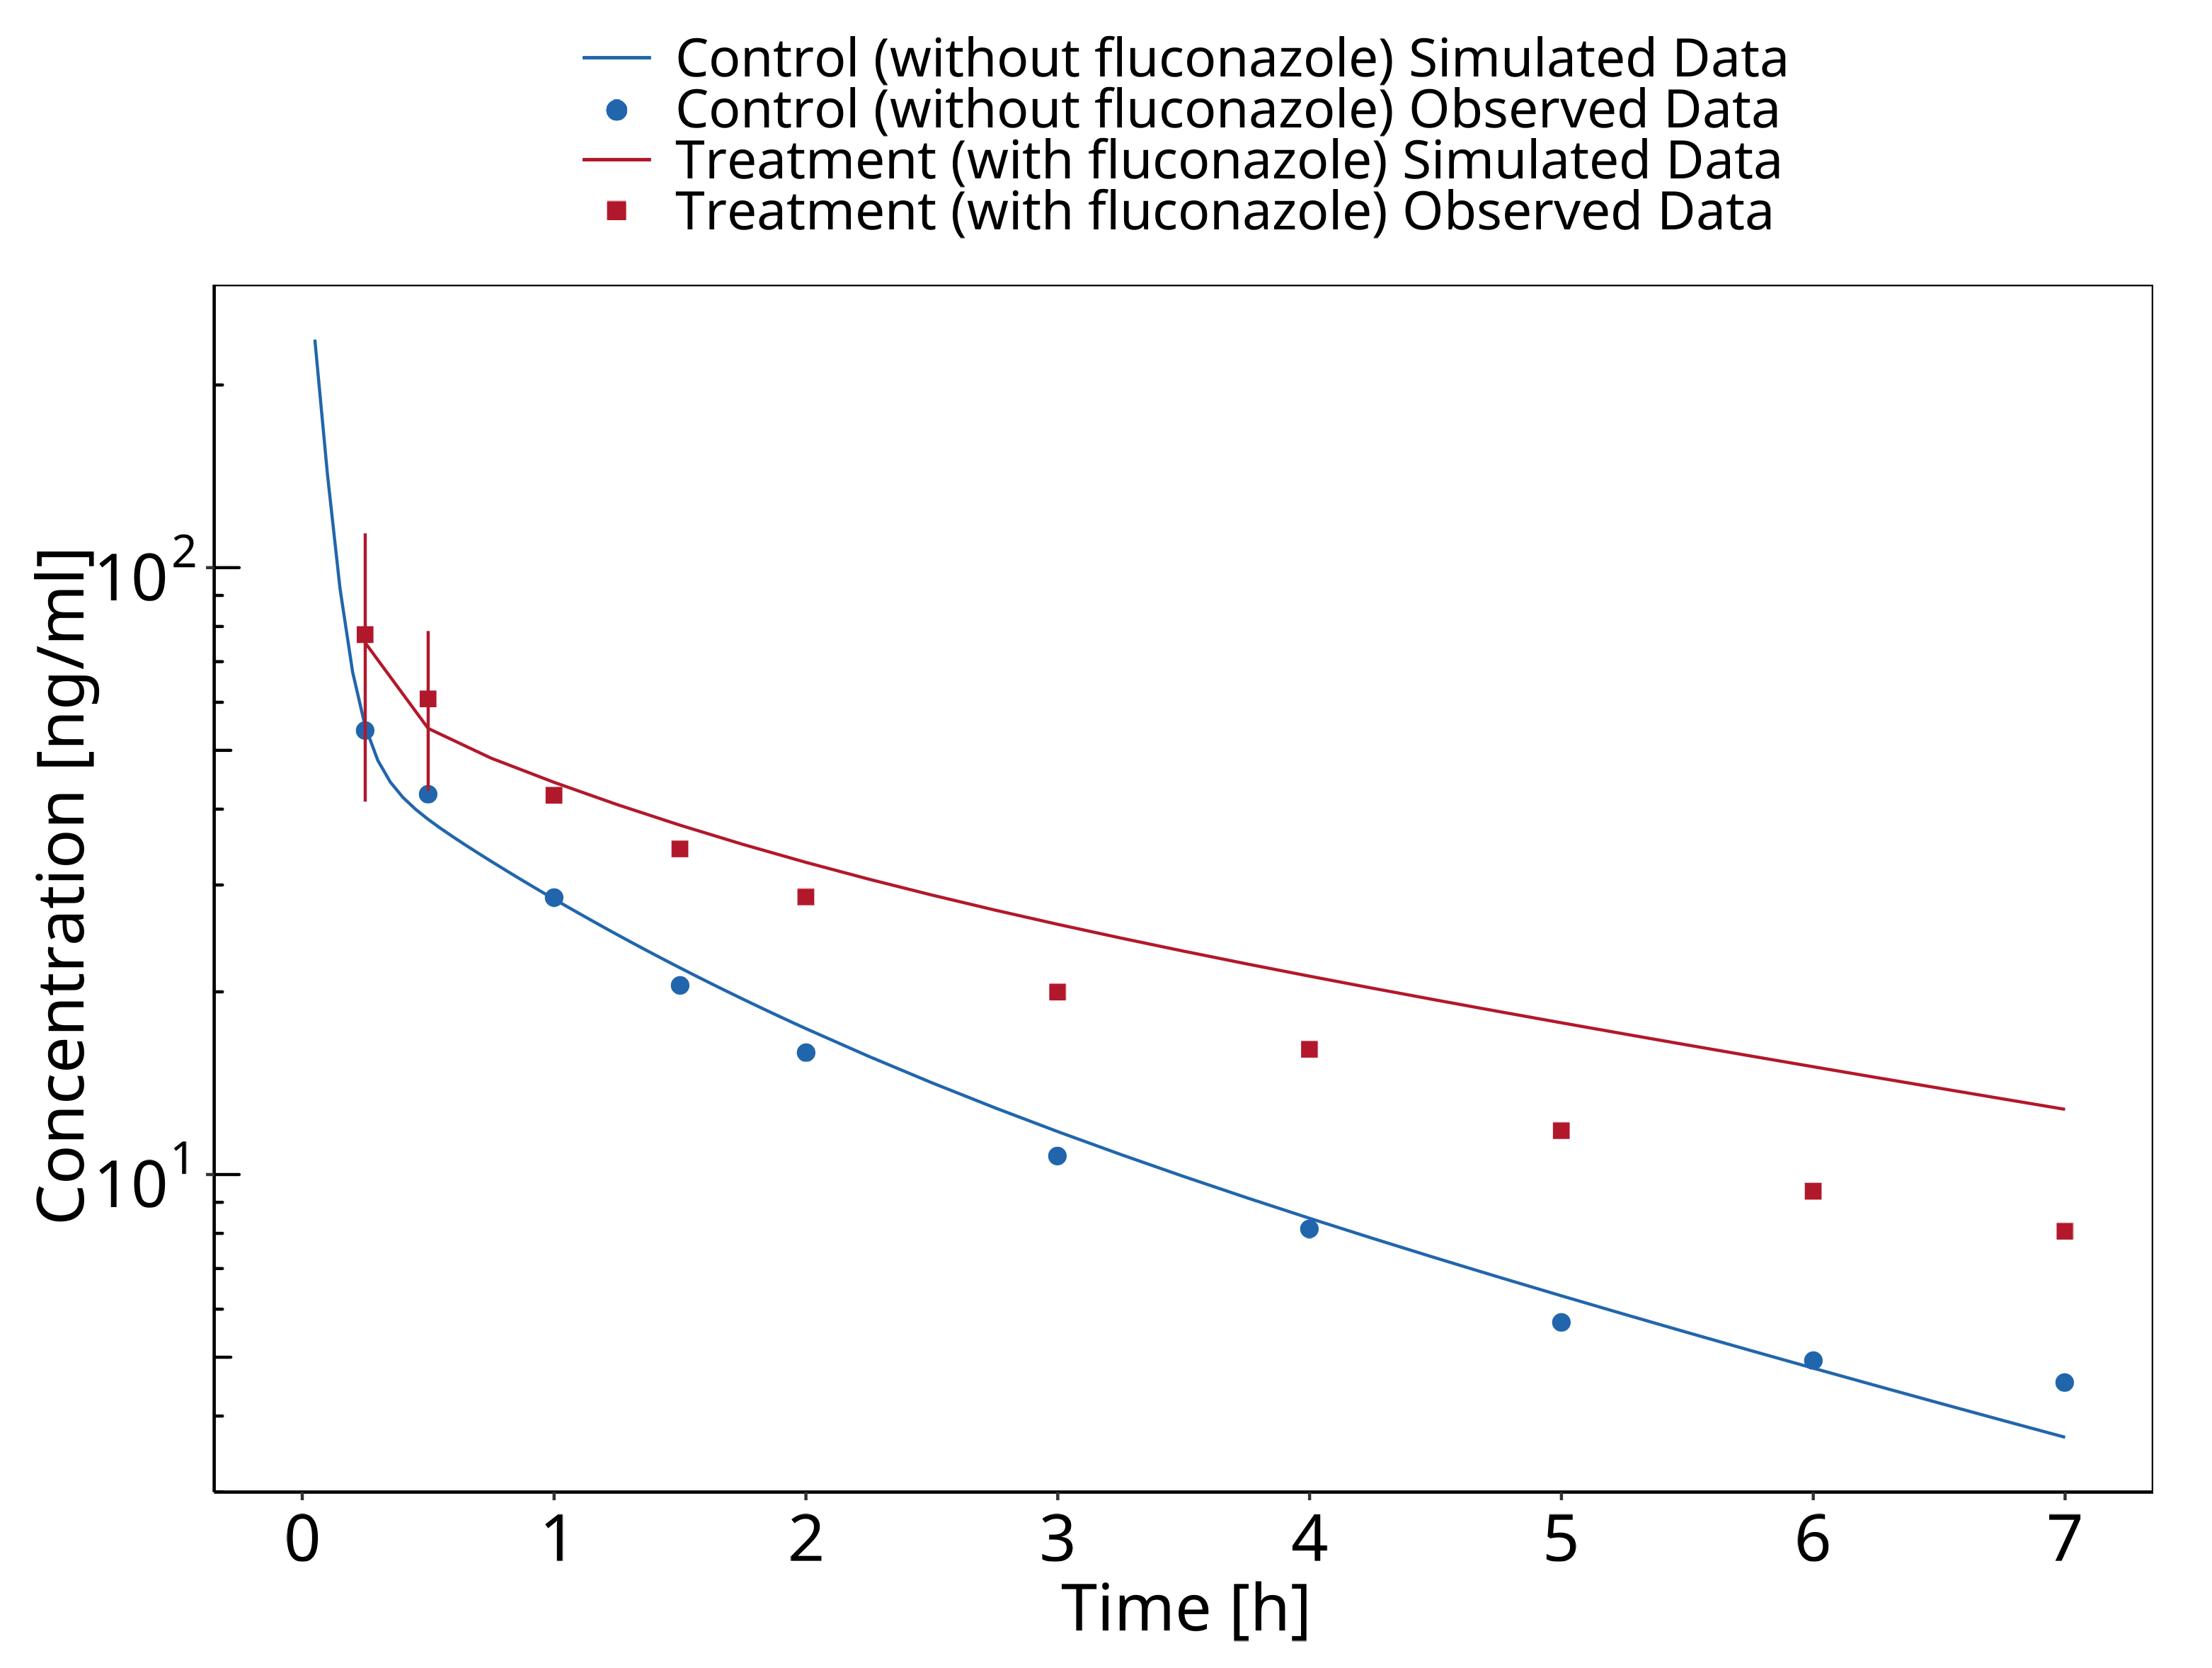 Control (without fluconazole) Simulated Data
Control (without fluconazole) Observed Data
Treatment (with fluconazole) Simulated Data
Treatment (with fluconazole) Observed Data
Concentration [ng/ml]
10²
10¹
0 1 2 3 4 5 6 7
Time [h]